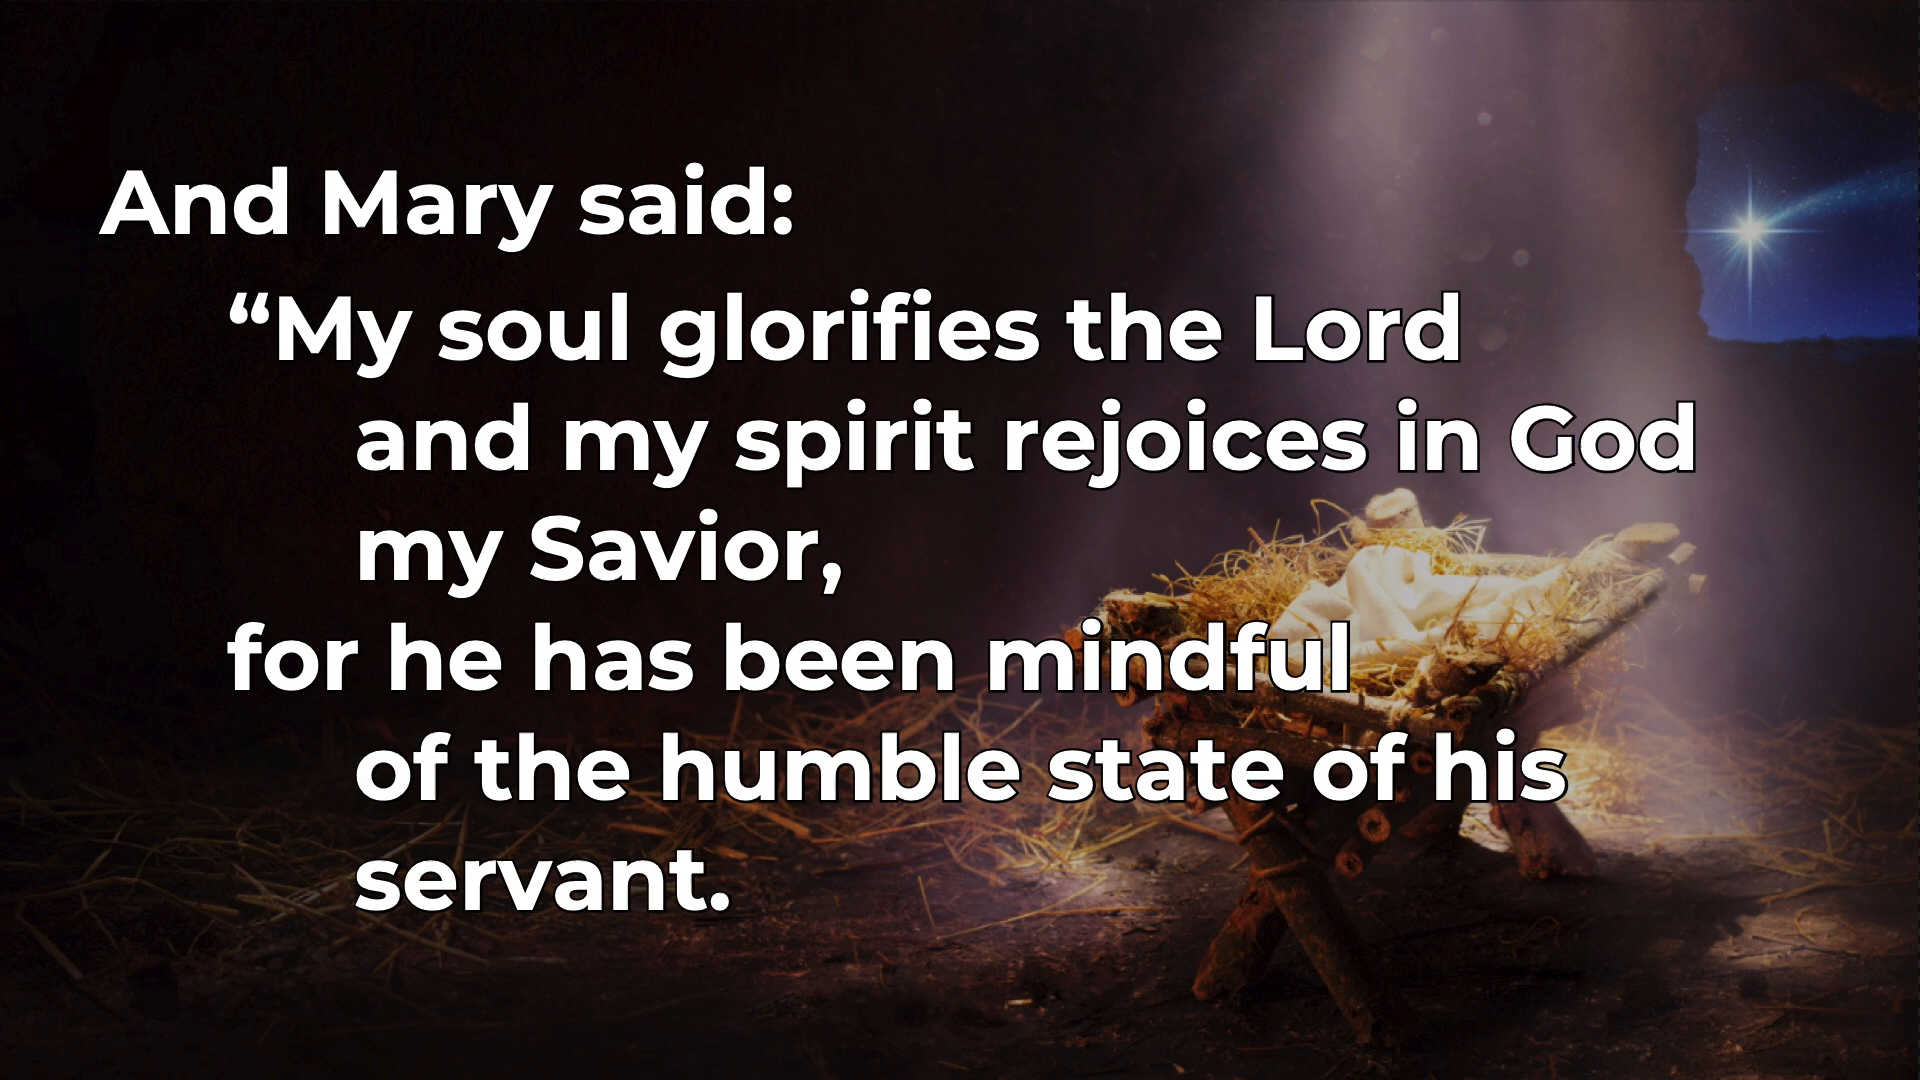 And Mary said:
“My soul glorifies the Lord
and my spirit rejoices in God
my Savior,
for he has been mindful
of the humble state of his
servant.